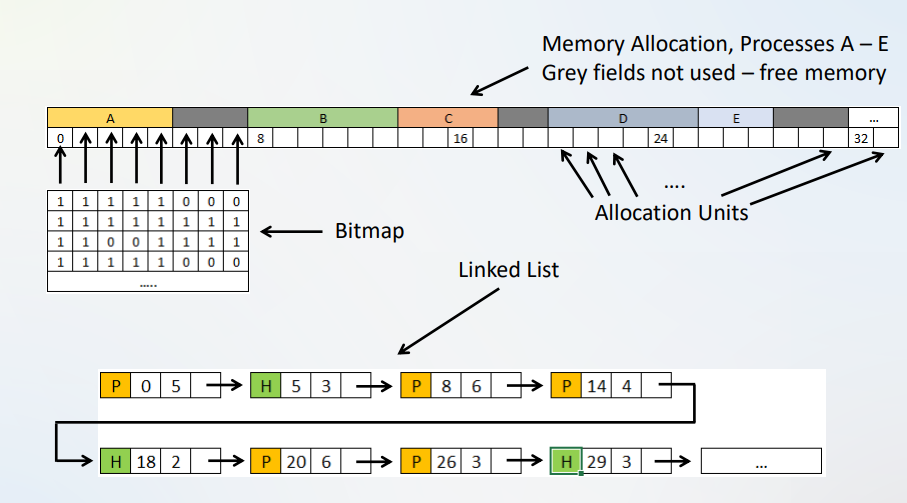 Memory Allocation, Processes A – E
Grey fields not used – free memory
A B C D E ...
0 8 16 24 32
....
Allocation Units
1 1 1 1 1 0 0 0
1 1 1 1 1 1 1 1
1 1 0 0 1 1 1 1
1 1 1 1 1 0 0 0
.....
Bitmap
Linked List
P 0 5 H 5 3 P 8 6 P 14 4
H 18 2 P 20 6 P 26 3 H 29 3 ...